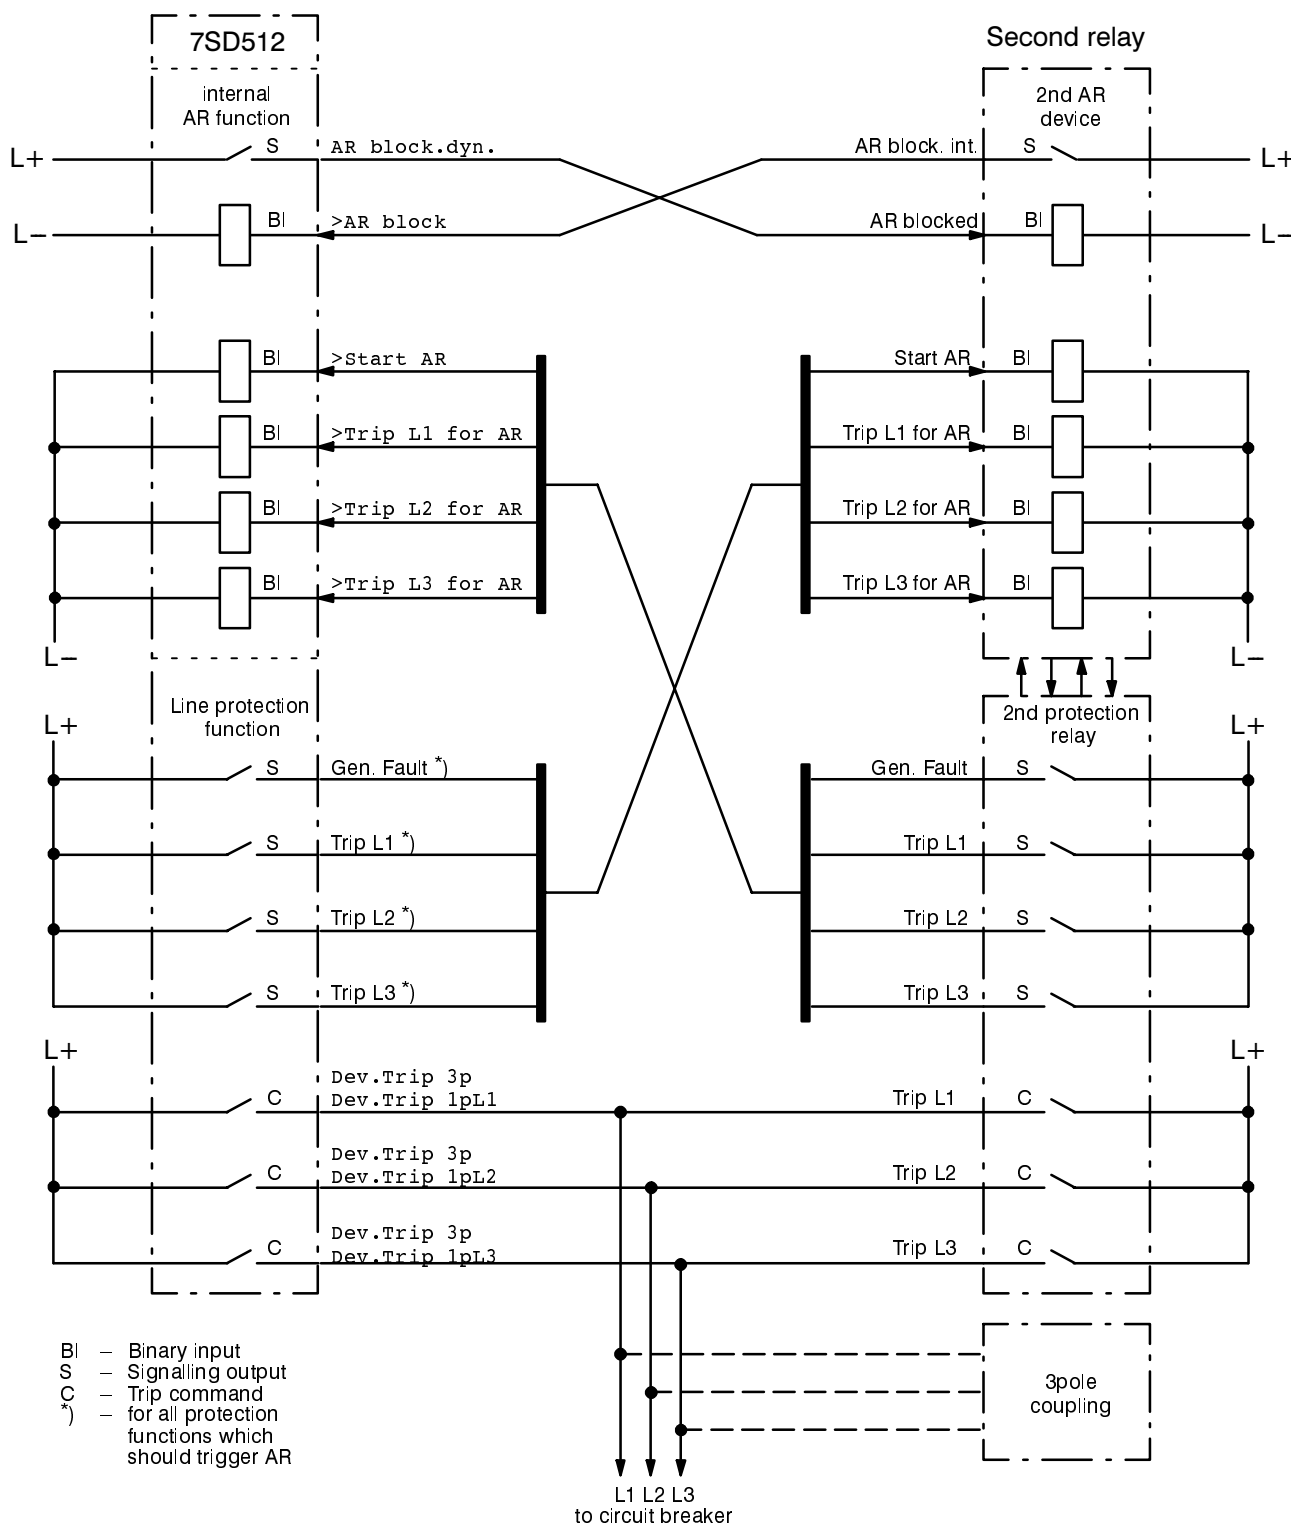 7SD512
Second relay
internal
AR function
2nd AR
device
L+
S
AR block.dyn.
AR block. int.
S
L+
L–
BI
>AR block
AR blocked
BI
L–
BI
>Start AR
Start AR
BI
BI
>Trip L1 for AR
Trip L1 for AR
BI
BI
>Trip L2 for AR
Trip L2 for AR
BI
BI
>Trip L3 for AR
Trip L3 for AR
BI
L–
L–
L+
Line protection
function
2nd protection
relay
L+
S
Gen. Fault *)
Gen. Fault
S
S
Trip L1 *)
Trip L1
S
S
Trip L2 *)
Trip L2
S
S
Trip L3 *)
Trip L3
S
L+
L+
Dev.Trip 3p
C
Dev.Trip 1pL1
Trip L1
C
Dev.Trip 3p
C
Dev.Trip 1pL2
Trip L2
C
Dev.Trip 3p
C
Dev.Trip 1pL3
Trip L3
C
BI – Binary input
S – Signalling output
C – Trip command
*) – for all protection
functions which
should trigger AR
3pole
coupling
L1 L2 L3
to circuit breaker